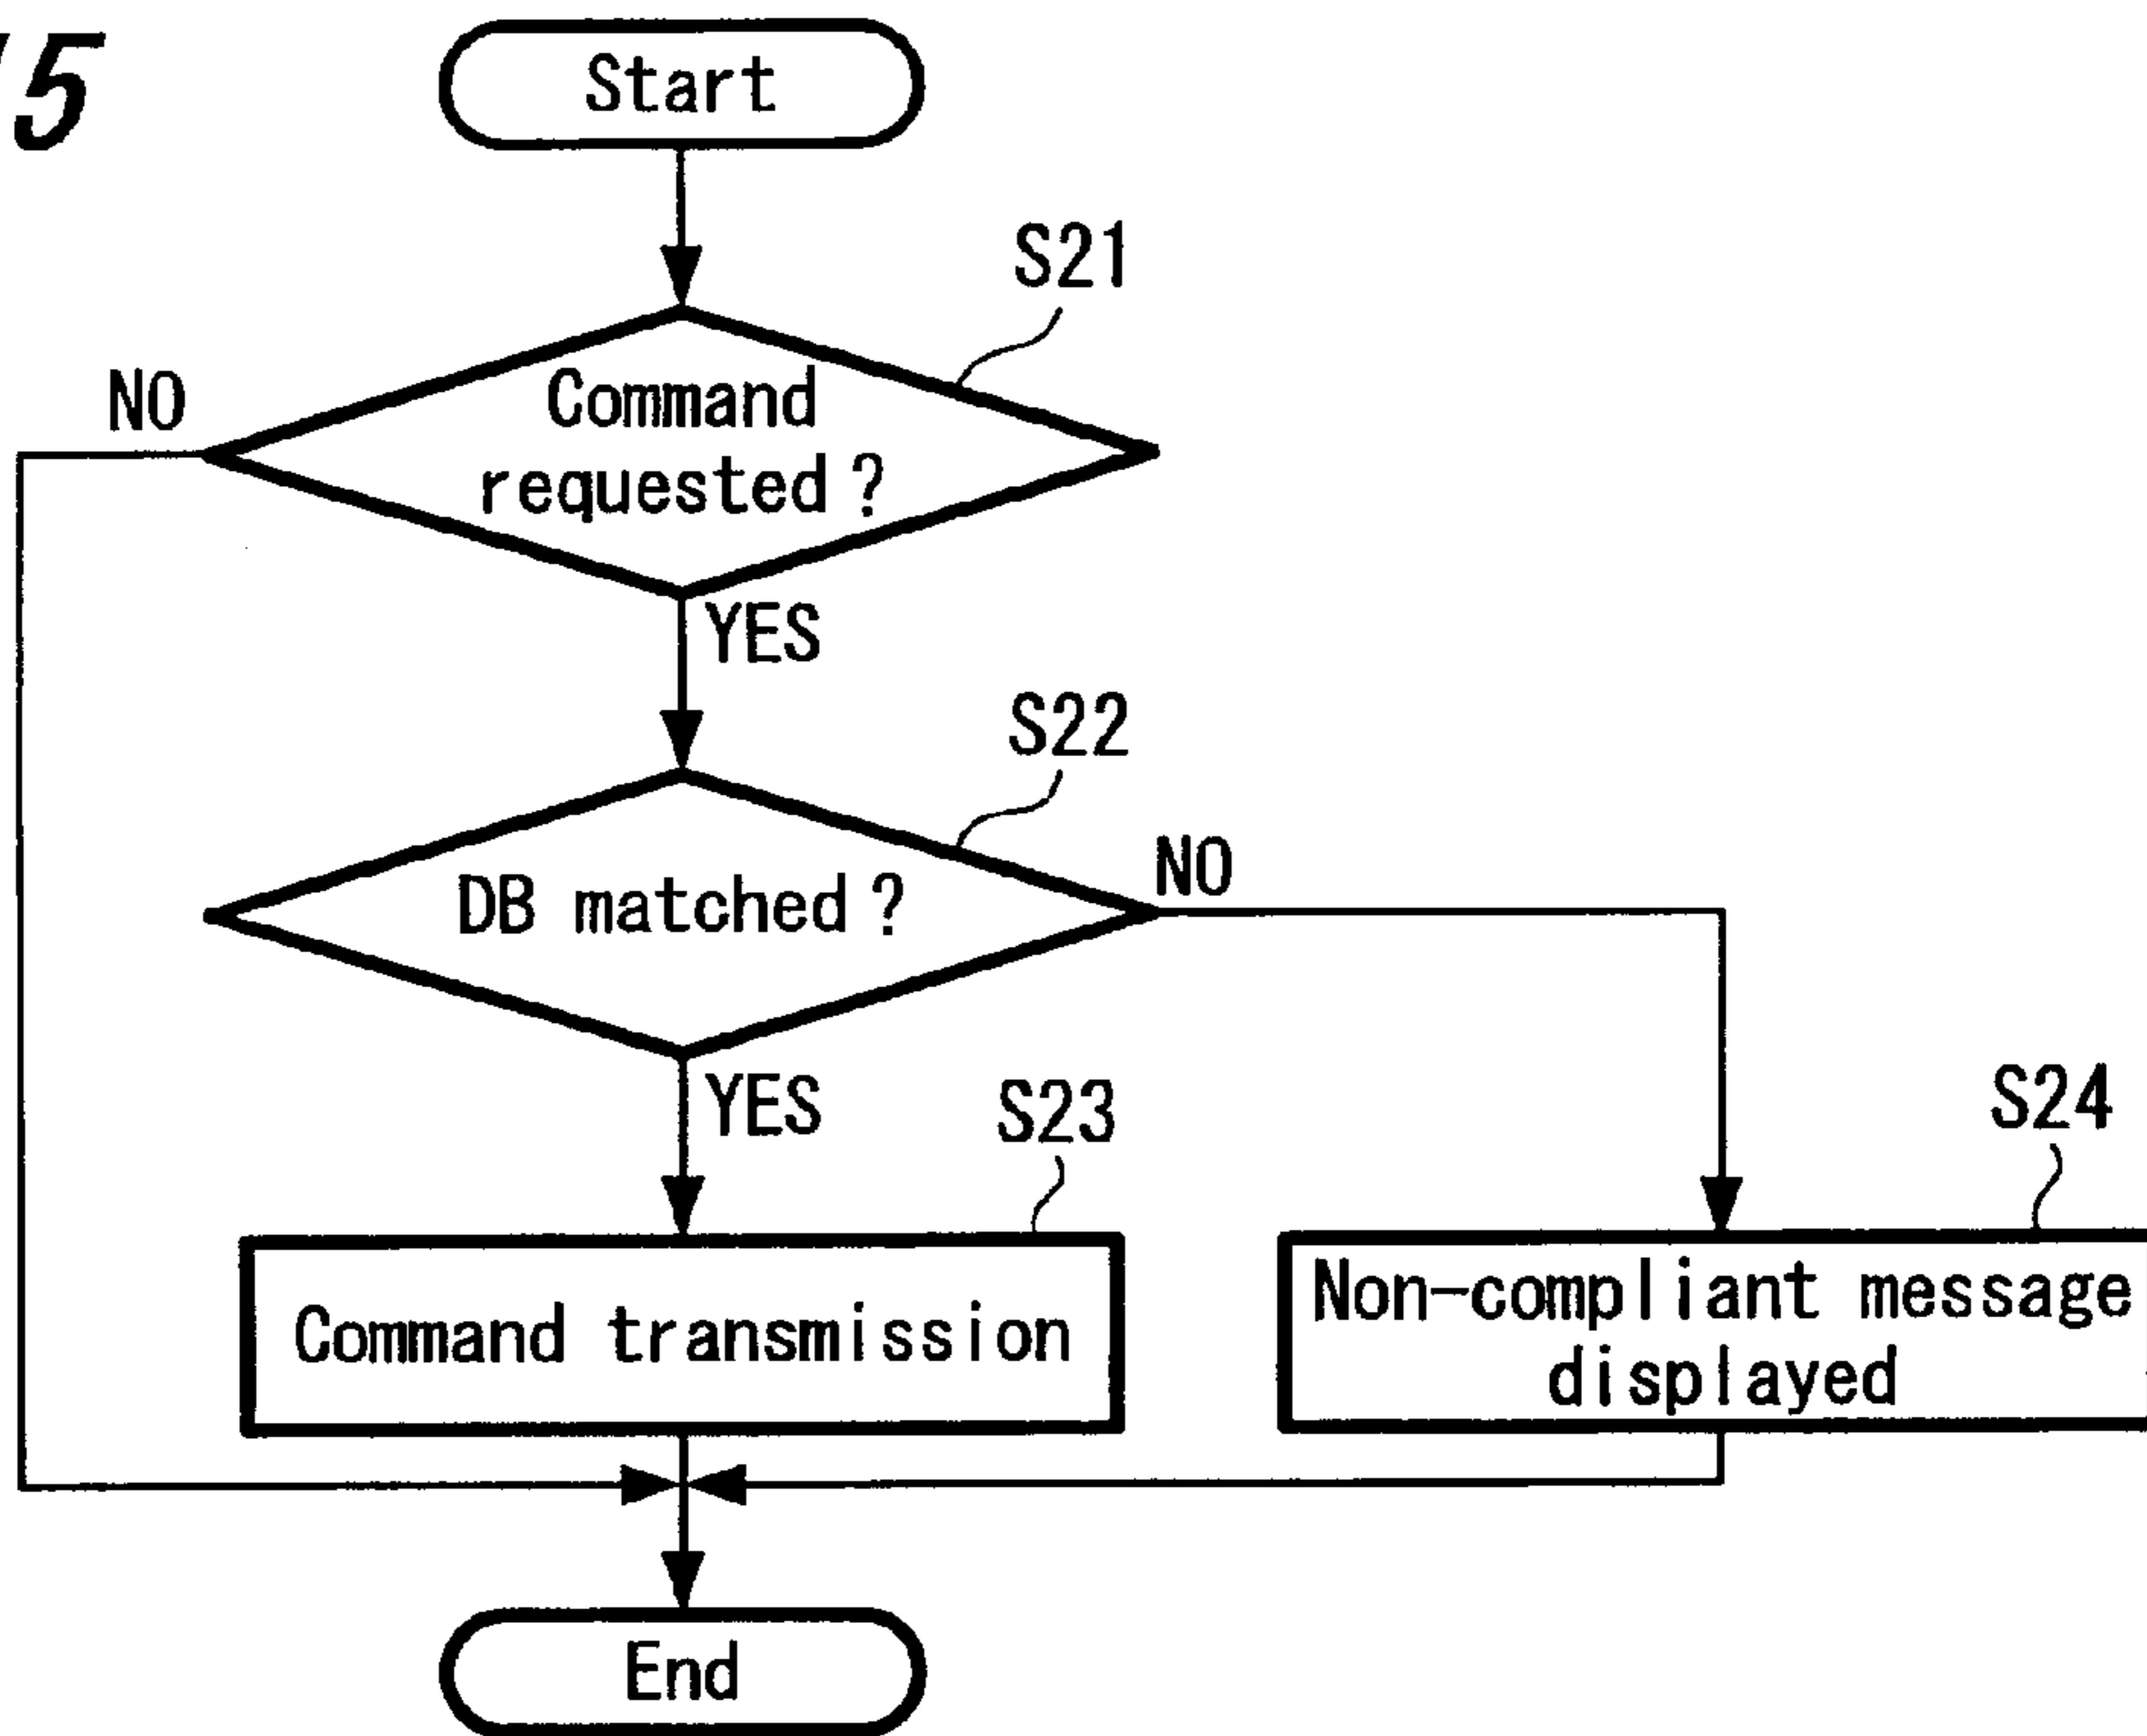 5
Start
S21
NO
Command
requested ?
YES
S22
NO
DB matched ?
YES
S23
S24
Command transmission
Non-compliant message
displayed
End